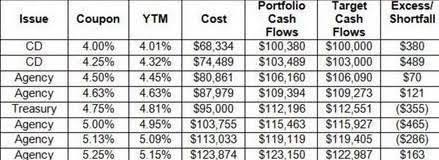 Issue Coupon YTM Cost Portfolio Cash Flows Target Cash Flows Excess/ Shortfall
CD 4.00% 4.01% $68,334 $100,380 $100,000 $380
CD 4.25% 4.32% $74,489 $103,489 $103,000 $489
Agency 4.50% 4.45% $80,861 $106,160 $106,090 $70
Agency 4.63% 4.63% $87,979 $109,394 $109,273 $121
Treasury 4.75% 4.81% $95,000 $112,196 $112,551 ($355)
Agency 5.00% 4.95% $103,755 $115,463 $115,927 ($465)
Agency 5.13% 5.09% $113,033 $119,119 $119,405 ($286)
Agency 5.25% 5.15% $123,874 $123,150 $122,987 $163